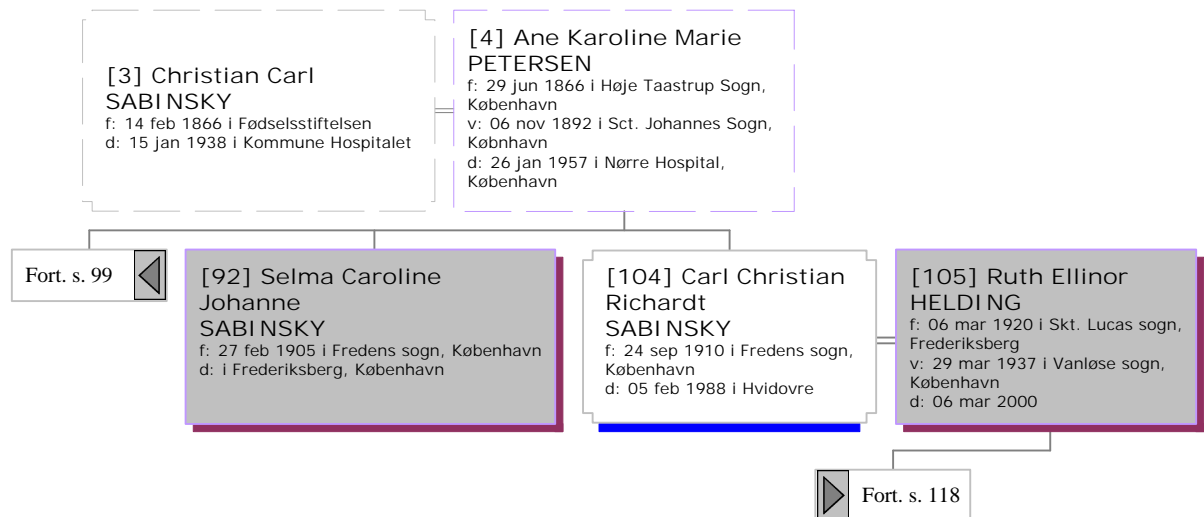 [3] Christian Carl
SABINSKY
f: 14 feb 1866 i Fødselsstiftelsen
d: 15 jan 1938 i Kommune Hospitalet
[4] Ane Karoline Marie
PETERSEN
f: 29 jun 1866 i Høje Taastrup Sogn,
København
v: 06 nov 1892 i Sct. Johannes Sogn,
Købnhavn
d: 26 jan 1957 i Nørre Hospital,
København
Fort. s. 99
[92] Selma Caroline
Johanne
SABINSKY
f: 27 feb 1905 i Fredens sogn, København
d: i Frederiksberg, København
[104] Carl Christian
Richardt
SABINSKY
f: 24 sep 1910 i Fredens sogn,
København
d: 05 feb 1988 i Hvidovre
[105] Ruth Ellinor
HELDING
f: 06 mar 1920 i Skt. Lucas sogn,
Frederiksberg
v: 29 mar 1937 i Vanløse sogn,
København
d: 06 mar 2000
Fort. s. 118